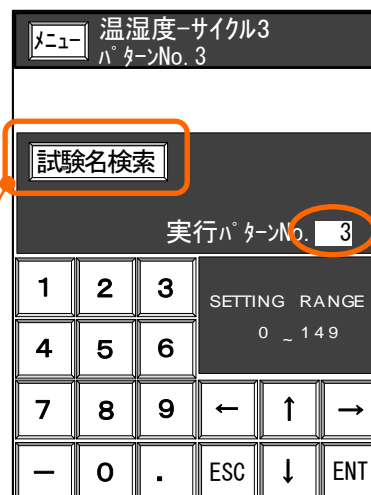 ﾒﾆｭｰ 温湿度−サイクル3
ﾊﾟﾀｰﾝNo. 3
試験名検索
実行ﾊﾟﾀｰﾝNo. 3
1 2 3 SETTING RANGE
0 ~ 149
4 5 6
7 8 9 ← ↑ →
− 0 . ESC ↓ ENT